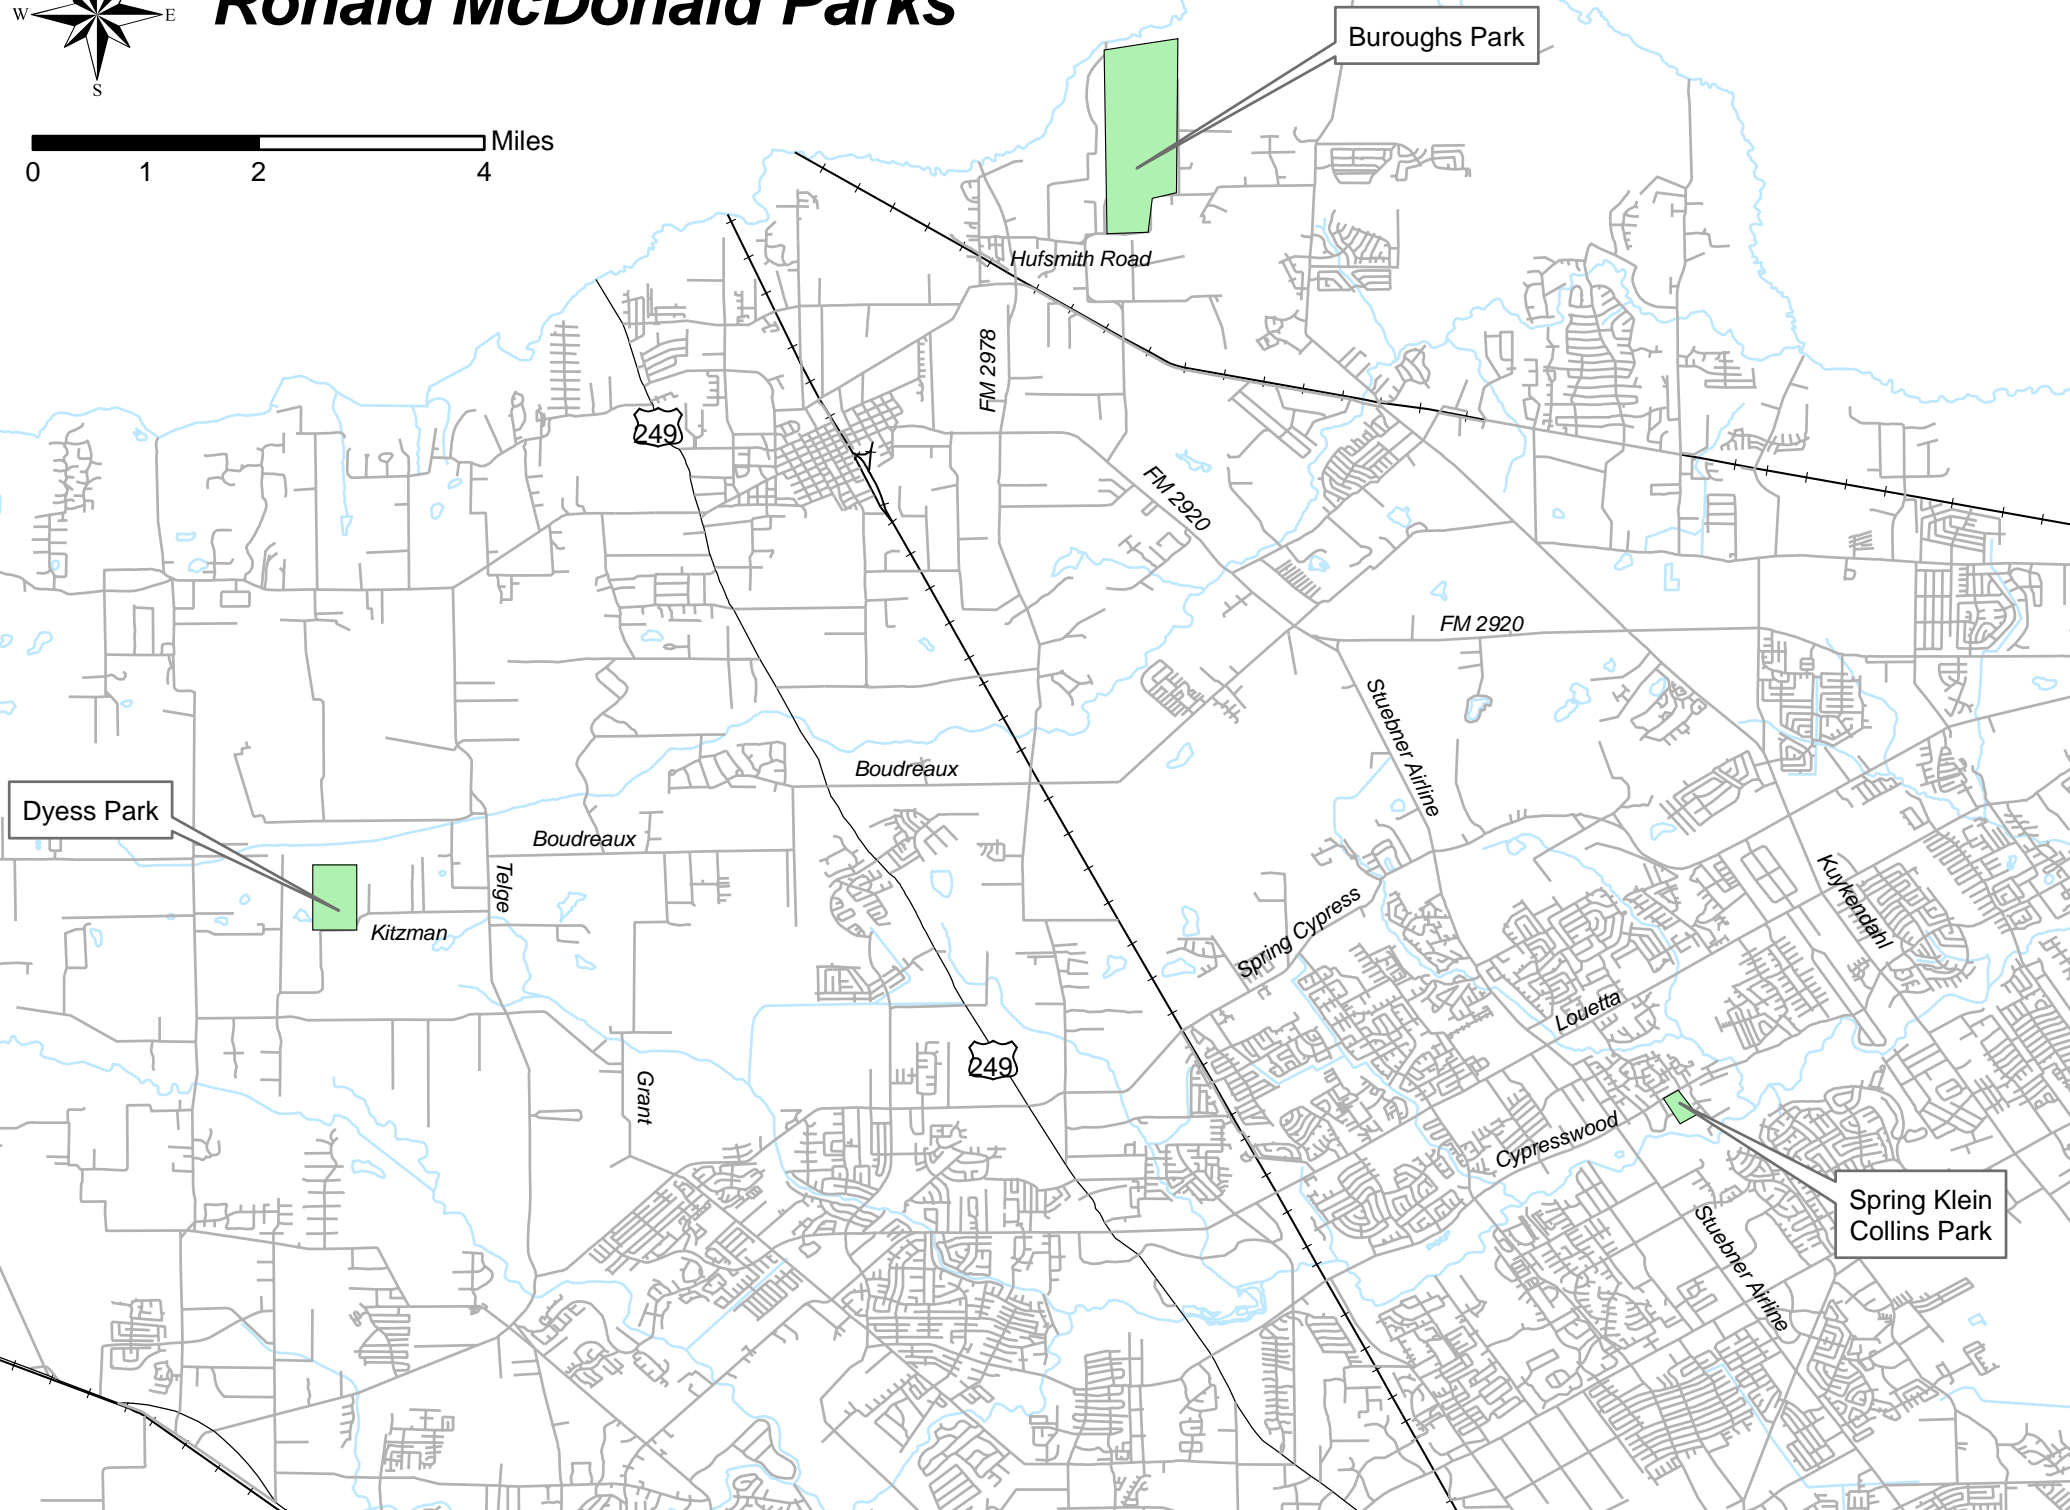 Ronald McDonald Parks
W
E
S
Miles
0
1
2
4
Buroughs Park
Hufsmith Road
FM 2978
249
FM 2920
FM 2920
Stuebner Airline
Boudreaux
Dyess Park
Boudreaux
Telge
Kitzman
Kuykendahl
Spring Cypress
Louetta
249
Grant
Cypresswood
Spring Klein
Collins Park
Stuebner Airline